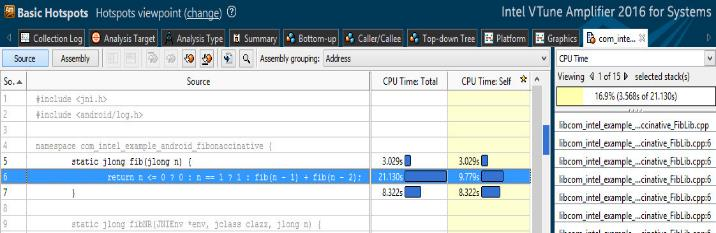 Basic Hotspots Hotspots viewpoint (change) ?
Intel VTune Amplifier 2016 for Systems
Collection Log Analysis Target Analysis Type Summary Bottom-up Caller/Callee Top-down Tree Platform Graphics com_inte...
Source Assembly Assembly grouping: Address
CPU Time
Viewing 1 of 15 selected stack(s)
16.9% (3.568s of 21.130s)
So. Source CPU Time: Total CPU Time: Self
1 #include <jni.h>
2 #include <android/log.h>
3
4 namespace com_intel_example_android_fibonaccinative {
5 static jlong fib(jlong n) { 3.029s 3.029s
6 return n <= 0 ? 0 : n == 1 ? 1 : fib(n - 1) + fib(n - 2); 21.130s 9.779s
7 } 8.322s 8.322s
8
9 static jlong fibNR(JNIEnv *env, jclass clazz, jlong n) {
libcom_intel_example_...ccinative_FibLib.cpp
libcom_intel_example_...cinative_FibLib.cpp:6
libcom_intel_example_...cinative_FibLib.cpp:6
libcom_intel_example_...cinative_FibLib.cpp:6
libcom_intel_example_...cinative_FibLib.cpp:6
libcom_intel_example_...cinative_FibLib.cpp:6
libcom_intel_example_...cinative_FibLib.cpp:6